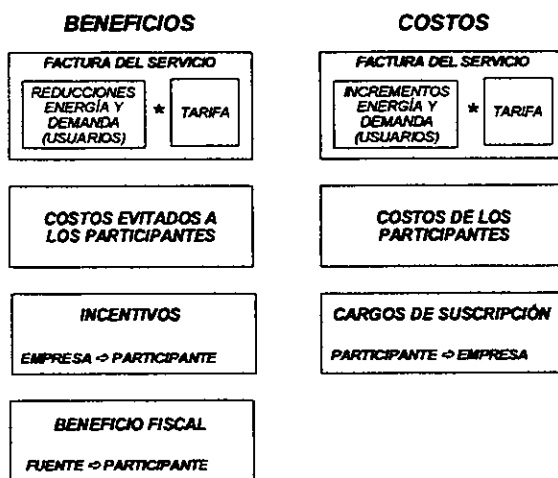 BENEFICIOS
FACTURA DEL SERVICIO
REDUCCIONES
ENERGÍA Y
DEMANDA
(USUARIOS)
*
TARIFA
COSTOS EVITADOS A
LOS PARTICIPANTES
INCENTIVOS
EMPRESA ⇨ PARTICIPANTE
BENEFICIO FISCAL
FUENTE ⇨ PARTICIPANTE
COSTOS
FACTURA DEL SERVICIO
INCREMENTOS
ENERGÍA Y
DEMANDA
(USUARIOS)
*
TARIFA
COSTOS DE LOS
PARTICIPANTES
CARGOS DE SUSCRIPCIÓN
PARTICIPANTE ⇨ EMPRESA